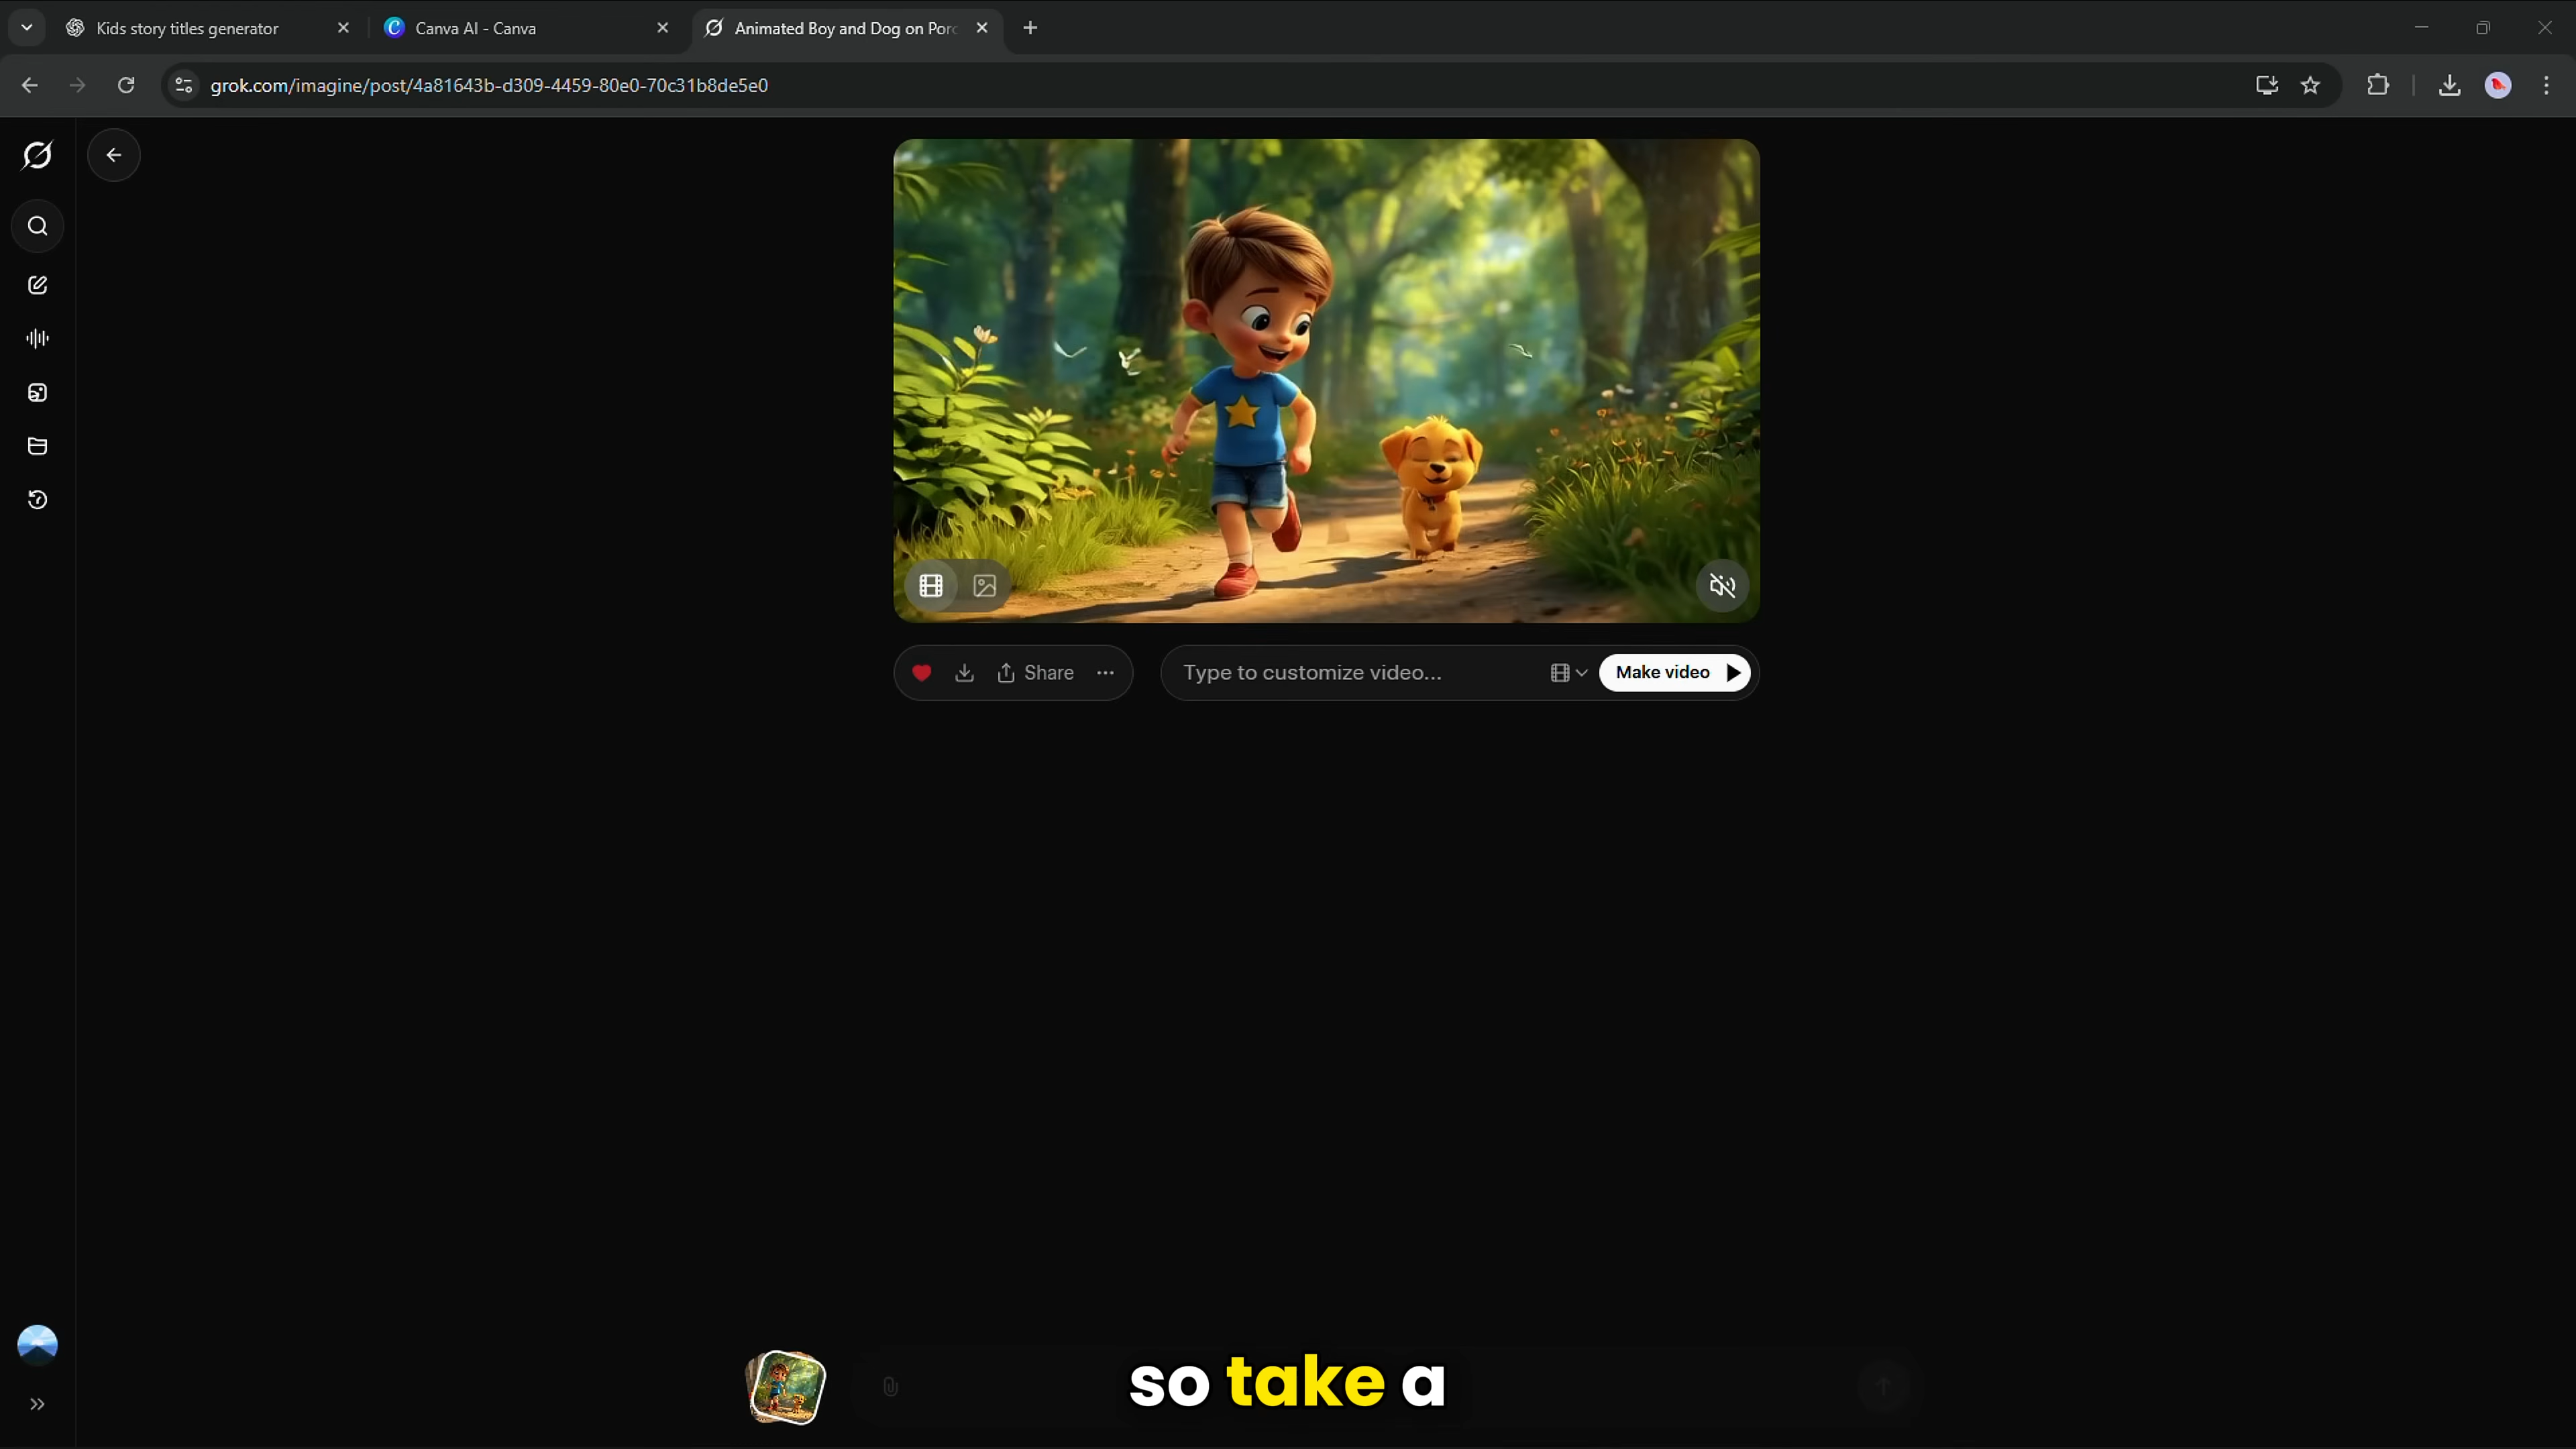 Kids story titles generator
Canva AI - Canva
Animated Boy and Dog on Porc
grok.com/imagine/post/4a81643b-d309-4459-80e0-70c31b8de5e0
Share
Type to customize video...
Make video
so take a